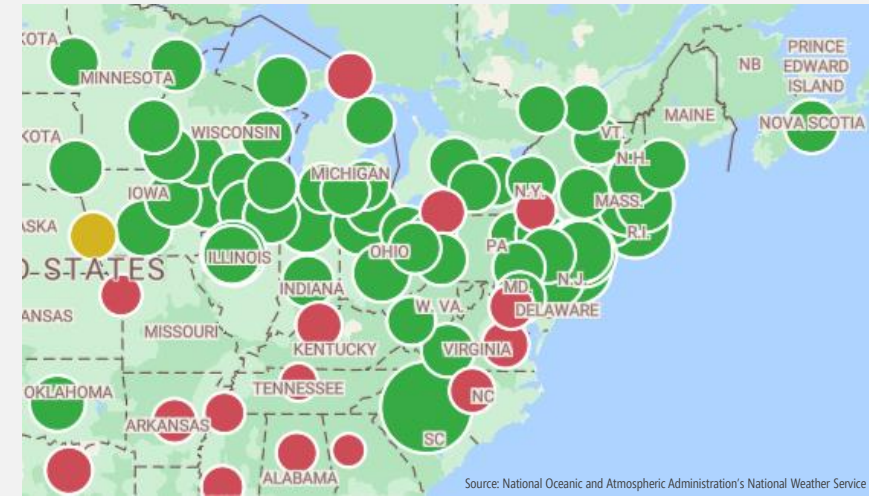 KOTA
MINNESOTA
NB
PRINCE
EDWARD
ISLAND
MAINE
NOVA SCOTIA
KOTA
WISCONSIN
VT.
N.H.
MICHIGAN
IOWA
N.Y.
MASS.
ASKA
R.I.
PA
OHIO
ILLINOIS
D STATES
N.J.
INDIANA
MD.
W. VA.
DELAWARE
ANSAS
MISSOURI
KENTUCKY
VIRGINIA
OKLAHOMA
TENNESSEE
NC
ARKANSAS
SC
ALABAMA
Source: National Oceanic and Atmospheric Administration's National Weather Service